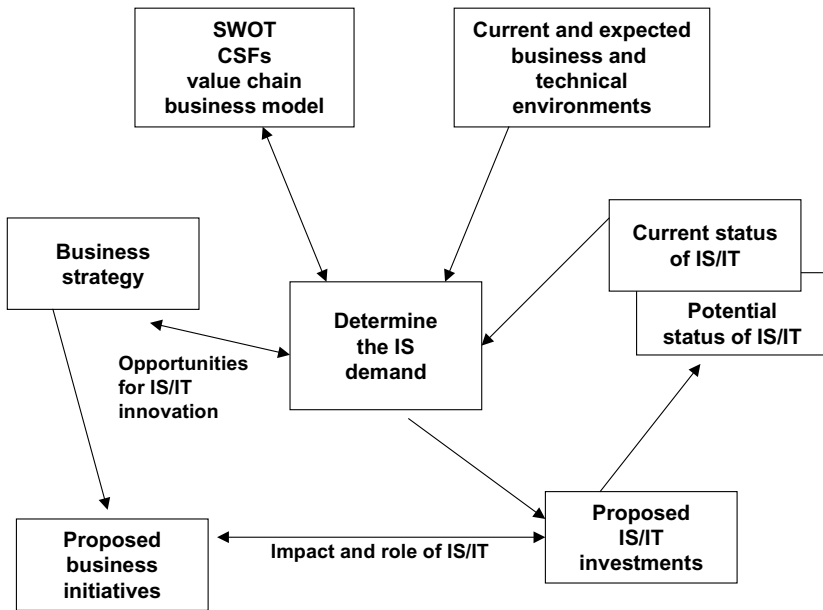 SWOT
CSFs
value chain
business model
Current and expected
business and
technical
environments
Business
strategy
Current status
of IS/IT
Potential
status of IS/IT
Determine
the IS
demand
Opportunities
for IS/IT
innovation
Proposed
business
initiatives
Impact and role of IS/IT
Proposed
IS/IT
investments